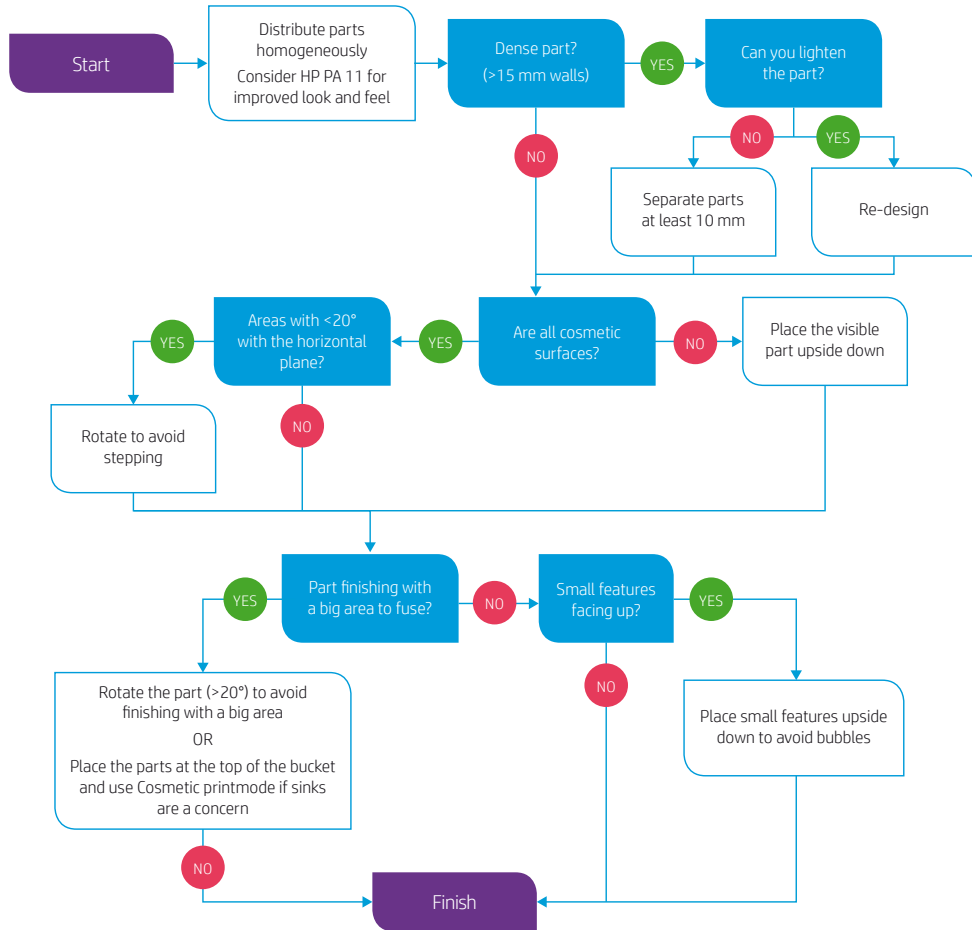 Start
Distribute parts
homogeneously
Consider HP PA 11 for
improved look and feel
Dense part?
(>15 mm walls)
YES
Can you lighten
the part?
NO
NO
YES
Separate parts
at least 10 mm
Re-design
Areas with <20°
with the horizontal
plane?
YES
YES
Are all cosmetic
surfaces?
NO
Place the visible
part upside down
NO
Rotate to avoid
stepping
Part finishing with
a big area to fuse?
YES
NO
Small features
facing up?
YES
NO
Rotate the part (>20°) to avoid
finishing with a big area
OR
Place the parts at the top of the bucket
and use Cosmetic printmode if sinks
are a concern
Place small features upside
down to avoid bubbles
NO
Finish